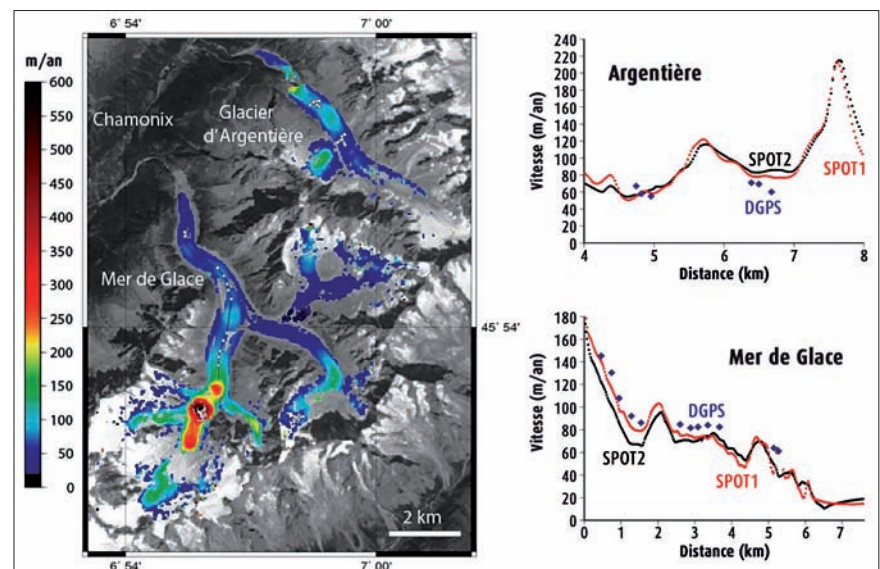 6° 54'
7° 00'
m/an
600
500
450
400
350
300
250
200
150
100
50
0
Chamonix
Glacier
d'Argentière
Mer de Glace
45° 54'
2 km
6° 54'
7° 00'
Argentière
Vitesse (m/an)
240
220
200
180
160
140
120
100
80
60
40
20
0
SPOT2
SPOT1
DGPS
4 5 6 7 8
Distance (km)
Mer de Glace
Vitesse (m/an)
180
160
140
120
100
80
60
40
20
0
DGPS
SPOT2
SPOT1
0 1 2 3 4 5 6 7
Distance (km)